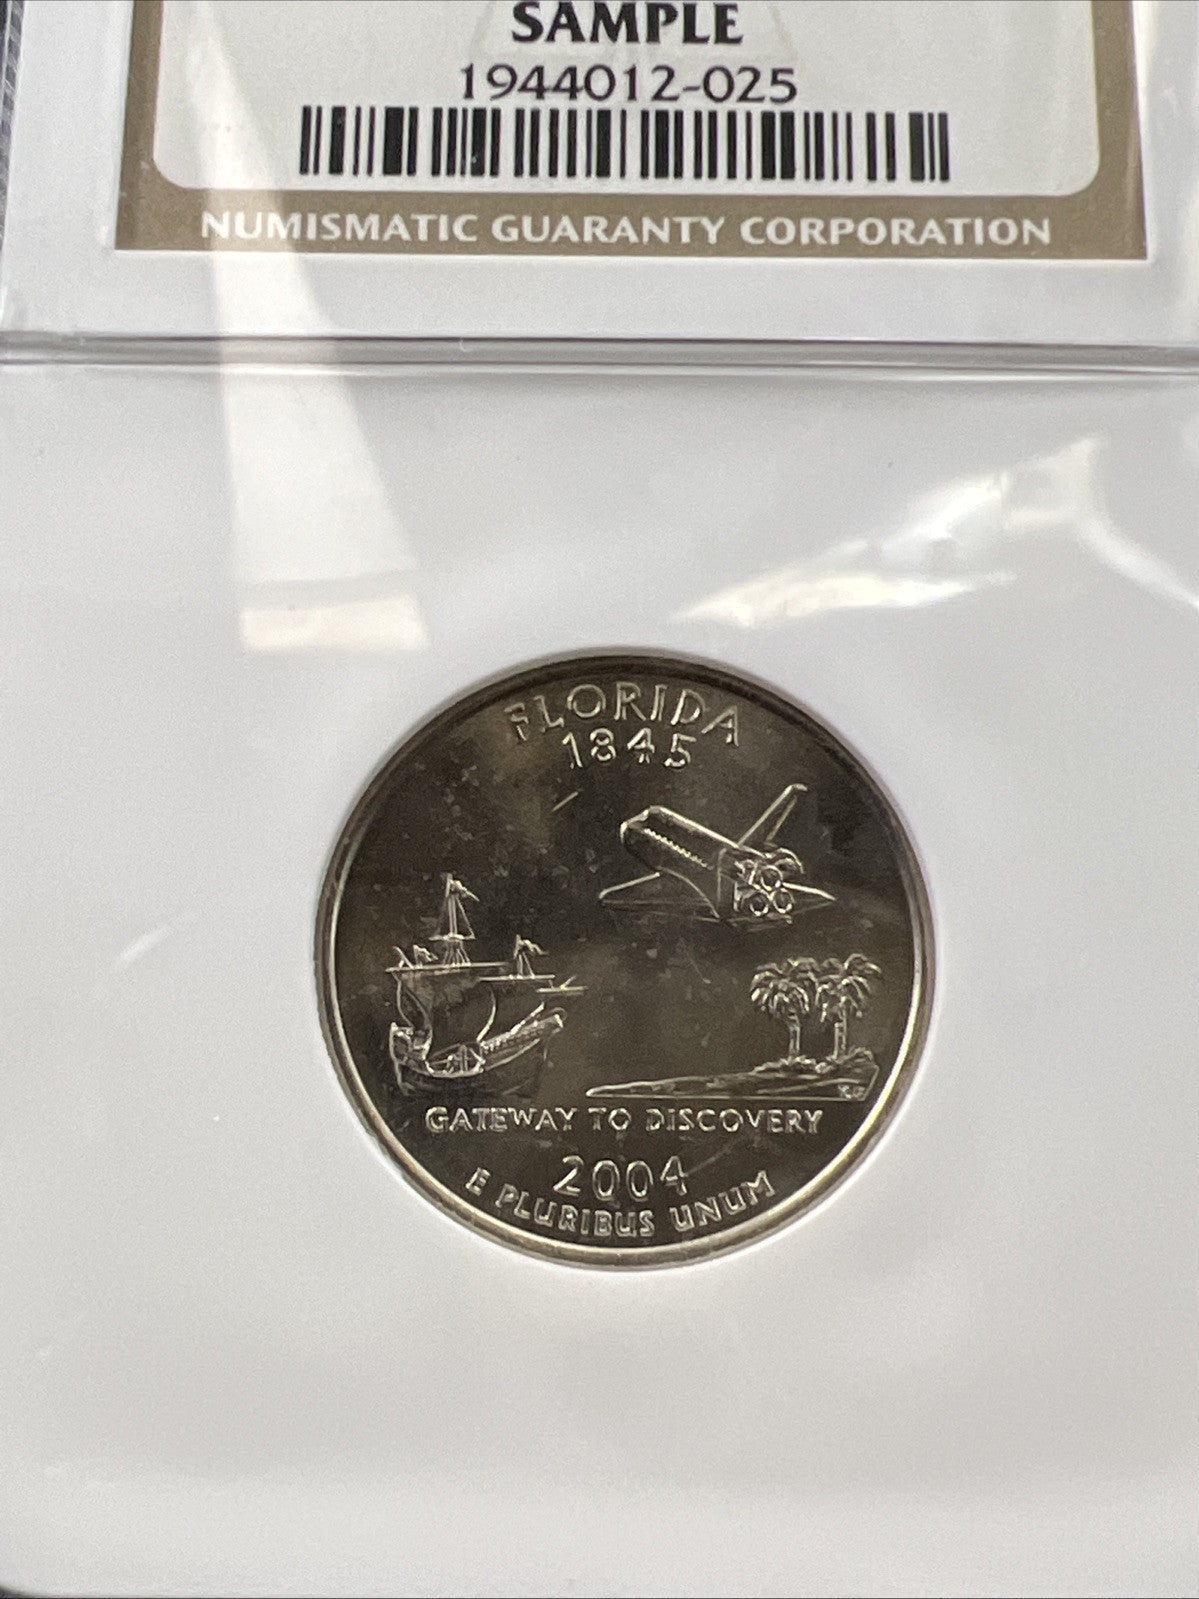 SAMPLE
1944012-025
NUMISMATIC GUARANTY CORPORATION
FLORIDA
1845
GATEWAY TO DISCOVERY
2004
E PLURIBUS UNUM